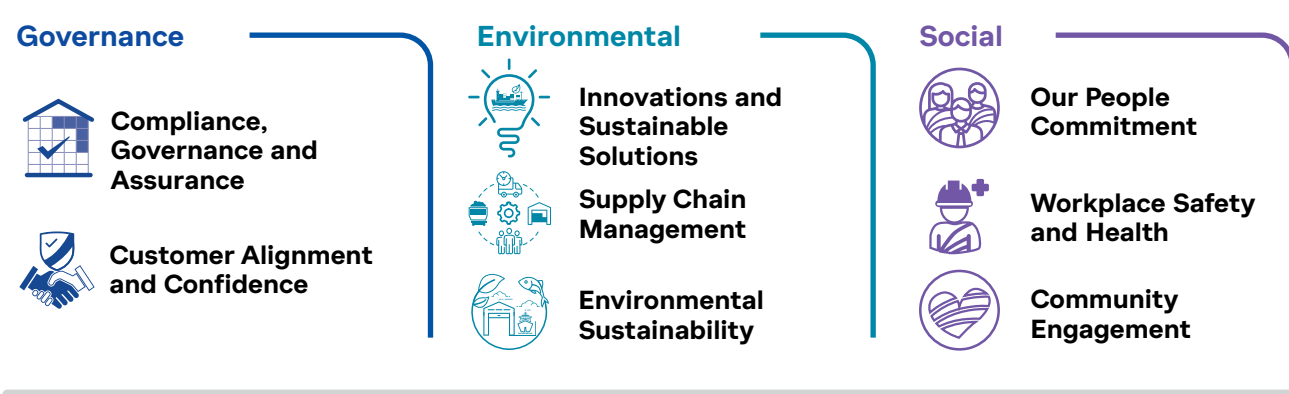 Governance
Compliance,
Governance and
Assurance
Customer Alignment
and Confidence
Environmental
Innovations and
Sustainable
Solutions
Supply Chain
Management
Environmental
Sustainability
Social
Our People
Commitment
Workplace Safety
and Health
Community
Engagement